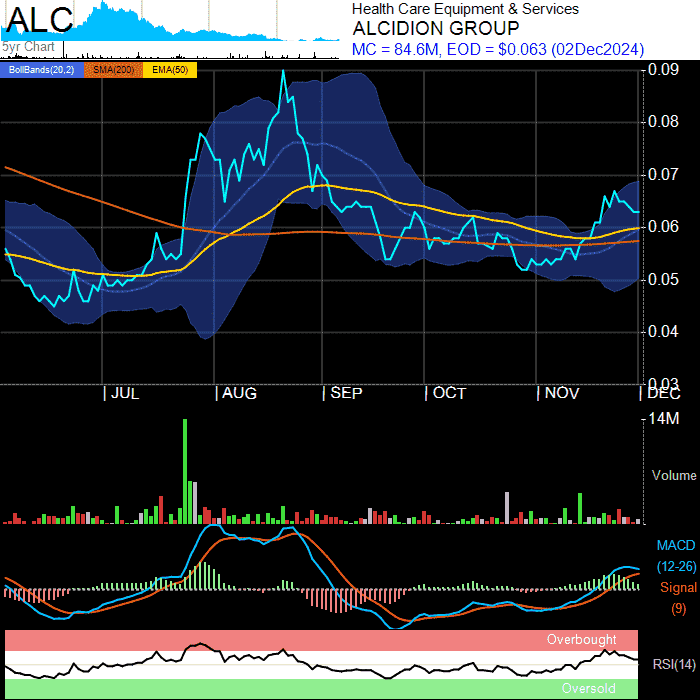 ALC
5yr Chart
Health Care Equipment & Services
ALCIDION GROUP
MC = 84.6M, EOD = $0.063 (02Dec2024)
BollBands(20,2) SMA(200) EMA(50)
0.09
0.08
0.07
0.06
0.05
0.04
0.03
JUL AUG SEP OCT NOV DEC
14M
Volume
MACD
(12-26)
Signal
(9)
Overbought
RSI(14)
Oversold